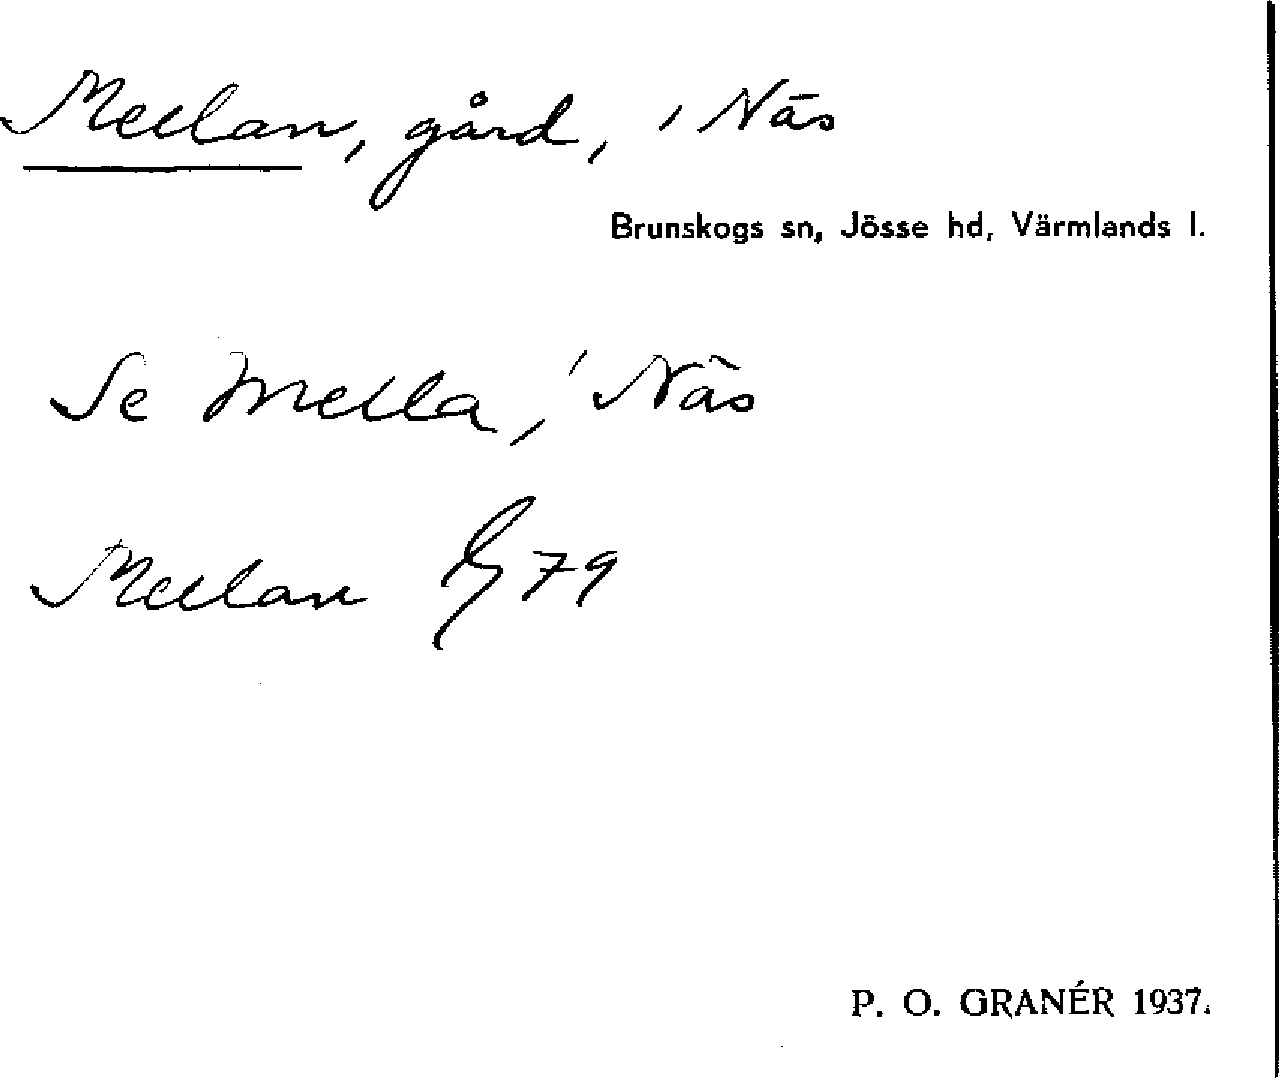 Mellan, gård, i Näs
Brunskogs sn, Jösse hd, Värmlands l.
Se Mella, i Näs
Mellan 79
P. O. GRANÉR 1937.